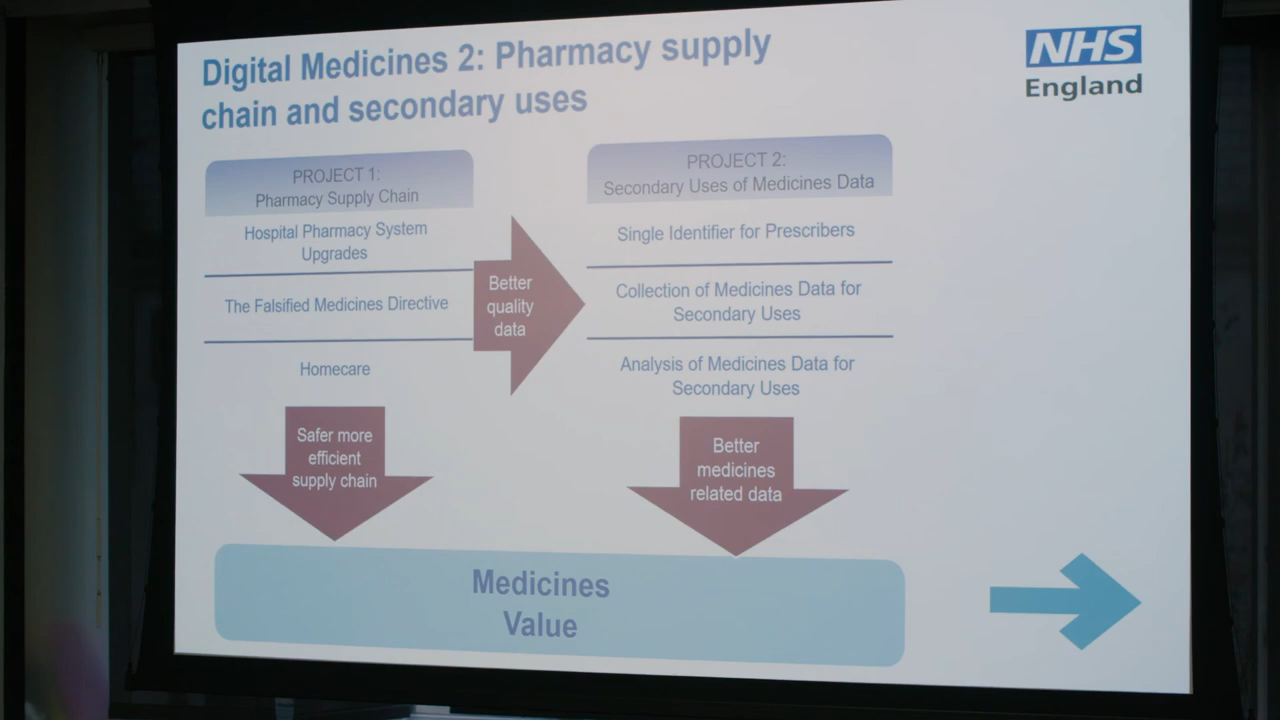 Digital Medicines 2: Pharmacy supply
chain and secondary uses
NHS
England
PROJECT 1:
Pharmacy Supply Chain
Hospital Pharmacy System
Upgrades
The Falsified Medicines Directive
Homecare
Better
quality
data
PROJECT 2:
Secondary Uses of Medicines Data
Single Identifier for Prescribers
Collection of Medicines Data for
Secondary Uses
Analysis of Medicines Data for
Secondary Uses
Safer more
efficient
supply chain
Better
medicines
related data
Medicines
Value